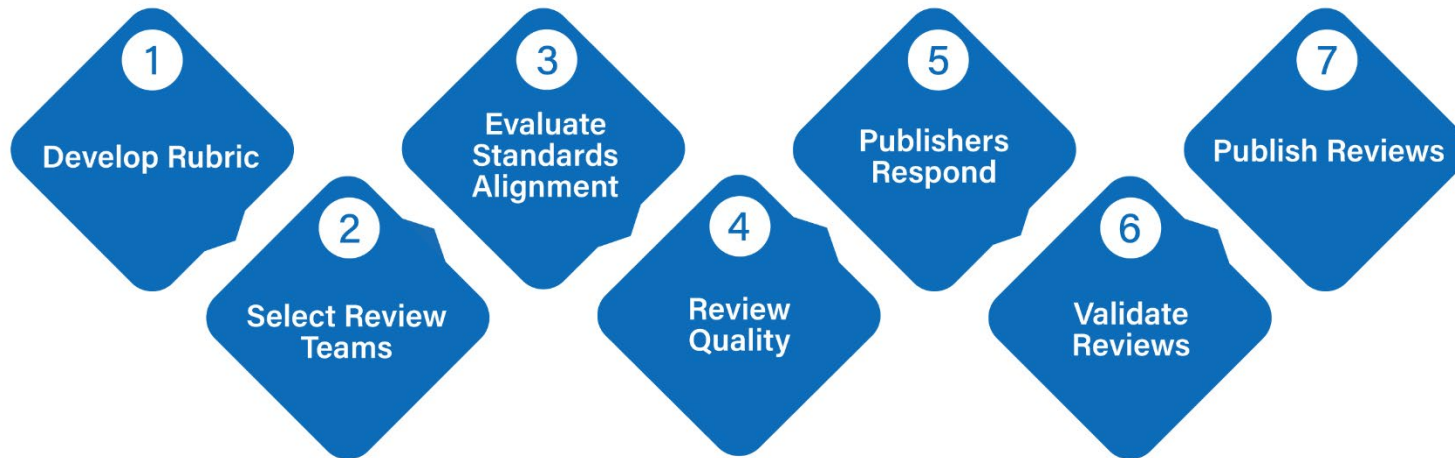 1
Develop Rubric
2
Select Review
Teams
3
Evaluate
Standards
Alignment
4
Review
Quality
5
Publishers
Respond
6
Validate
Reviews
7
Publish Reviews